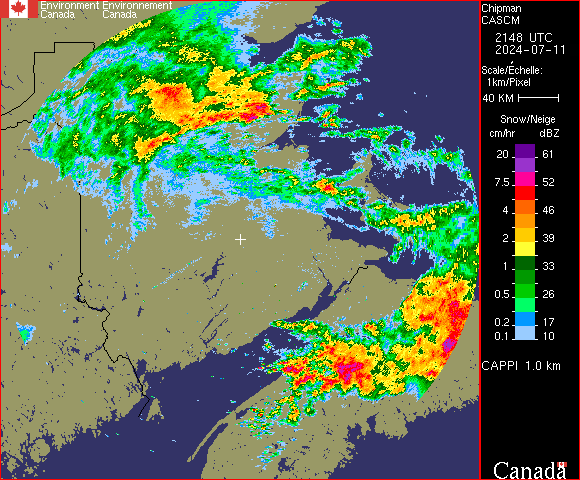 Environment Environnement
Canada Canada
Chipman
CASCM
2148 UTC
2024-07-11
Scale/Échelle:
1km/Pixel
40 KM
Snow/Neige
cm/hr dBZ
20 61
7.5 52
4 46
2 39
1 33
0.5 26
0.2 17
0.1 10
CAPPI 1.0 km
Canada